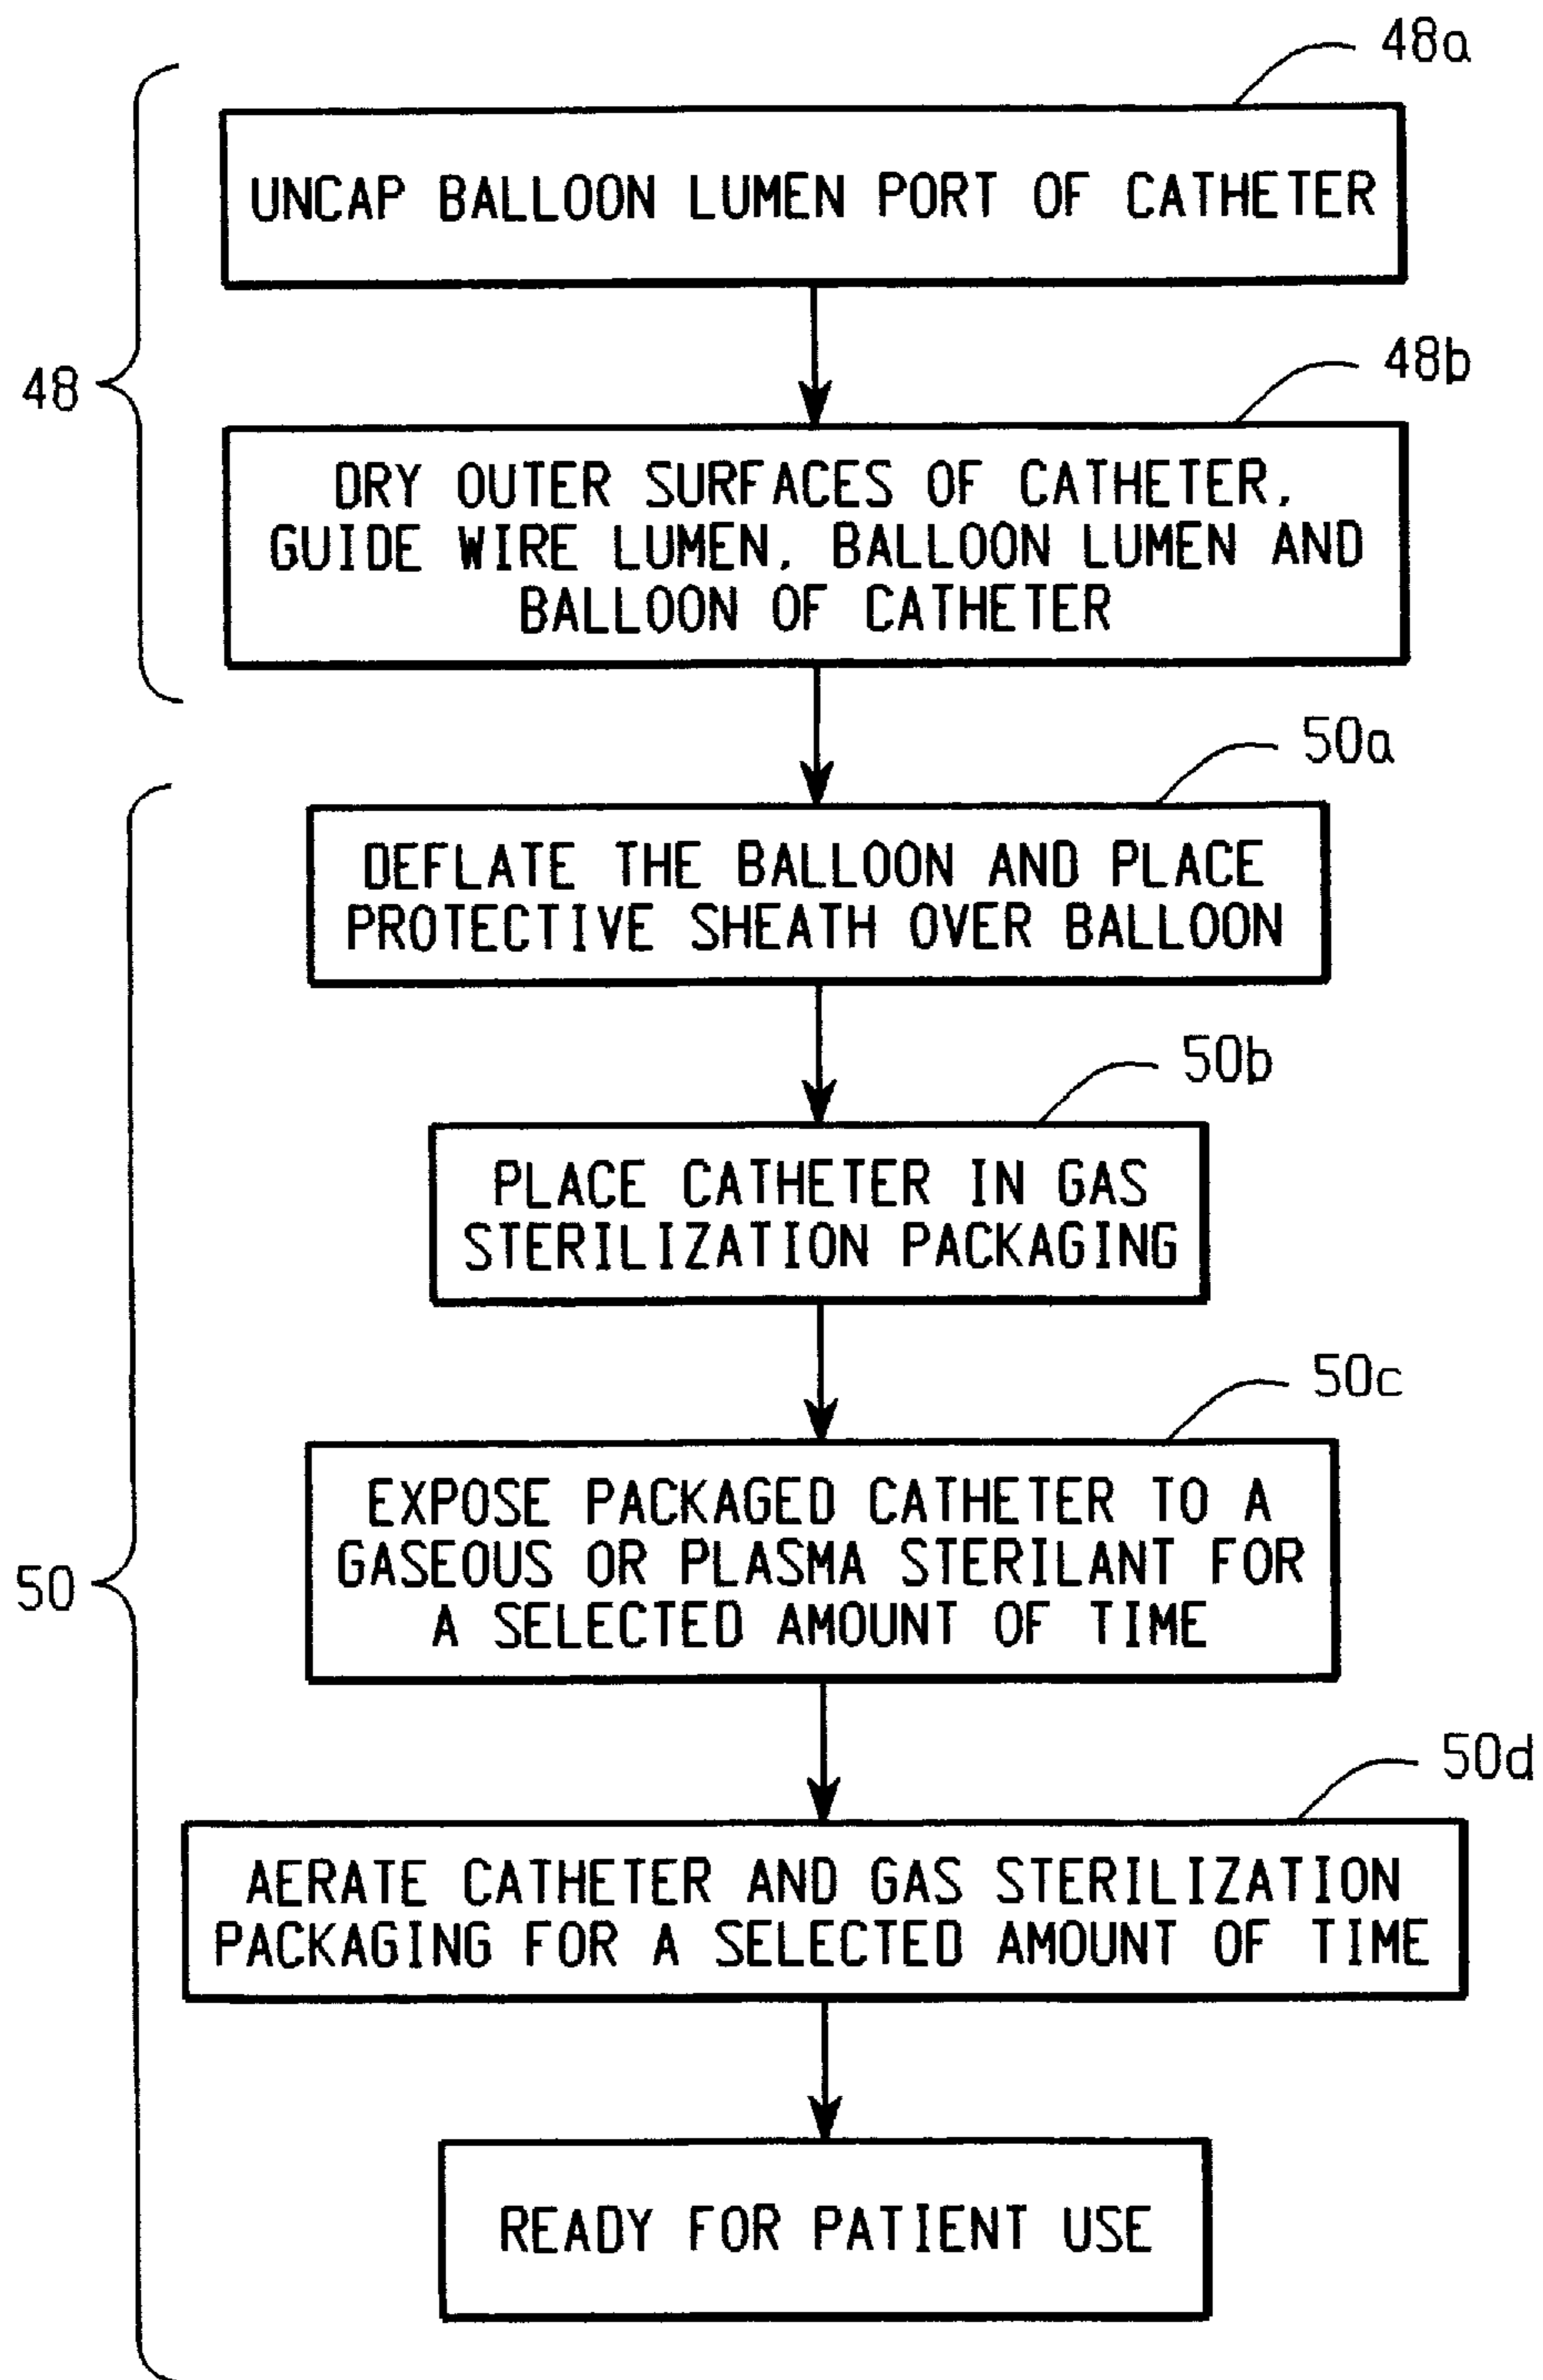 48a
UNCAP BALLOON LUMEN PORT OF CATHETER
48
48b
DRY OUTER SURFACES OF CATHETER,
GUIDE WIRE LUMEN, BALLOON LUMEN AND
BALLOON OF CATHETER
50a
DEFLATE THE BALLOON AND PLACE
PROTECTIVE SHEATH OVER BALLOON
50b
PLACE CATHETER IN GAS
STERILIZATION PACKAGING
50c
EXPOSE PACKAGED CATHETER TO A
GASEOUS OR PLASMA STERILANT FOR
A SELECTED AMOUNT OF TIME
50
50d
AERATE CATHETER AND GAS STERILIZATION
PACKAGING FOR A SELECTED AMOUNT OF TIME
READY FOR PATIENT USE